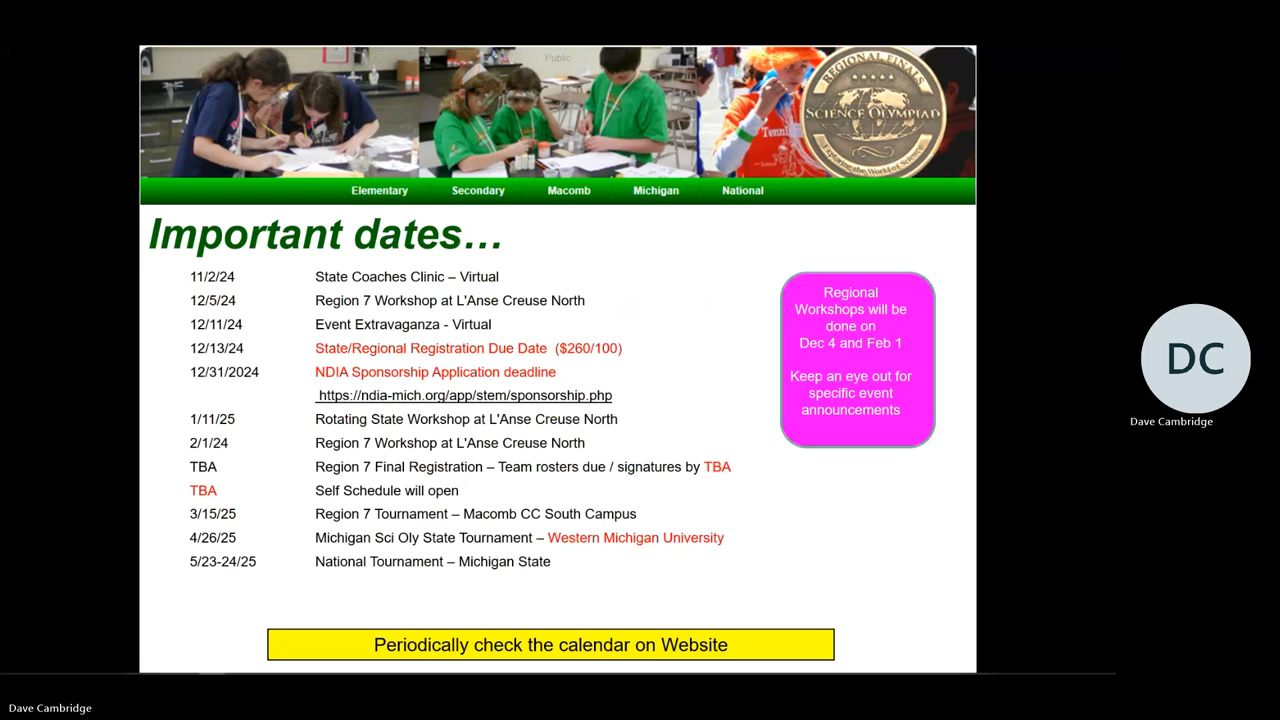 Public
REGIONAL FINALS
SCIENCE OLYMPIAD
Exploring the World of Science
Elementary Secondary Macomb Michigan National
Important dates…
11/2/24 State Coaches Clinic – Virtual
12/5/24 Region 7 Workshop at L'Anse Creuse North
12/11/24 Event Extravaganza - Virtual
12/13/24 State/Regional Registration Due Date ($260/100)
12/31/2024 NDIA Sponsorship Application deadline
https://ndia-mich.org/app/stem/sponsorship.php
1/11/25 Rotating State Workshop at L'Anse Creuse North
2/1/24 Region 7 Workshop at L'Anse Creuse North
TBA Region 7 Final Registration – Team rosters due / signatures by TBA
TBA Self Schedule will open
3/15/25 Region 7 Tournament – Macomb CC South Campus
4/26/25 Michigan Sci Oly State Tournament – Western Michigan University
5/23-24/25 National Tournament – Michigan State
Regional
Workshops will be
done on
Dec 4 and Feb 1
Keep an eye out for
specific event
announcements
Periodically check the calendar on Website
DC
Dave Cambridge
Dave Cambridge